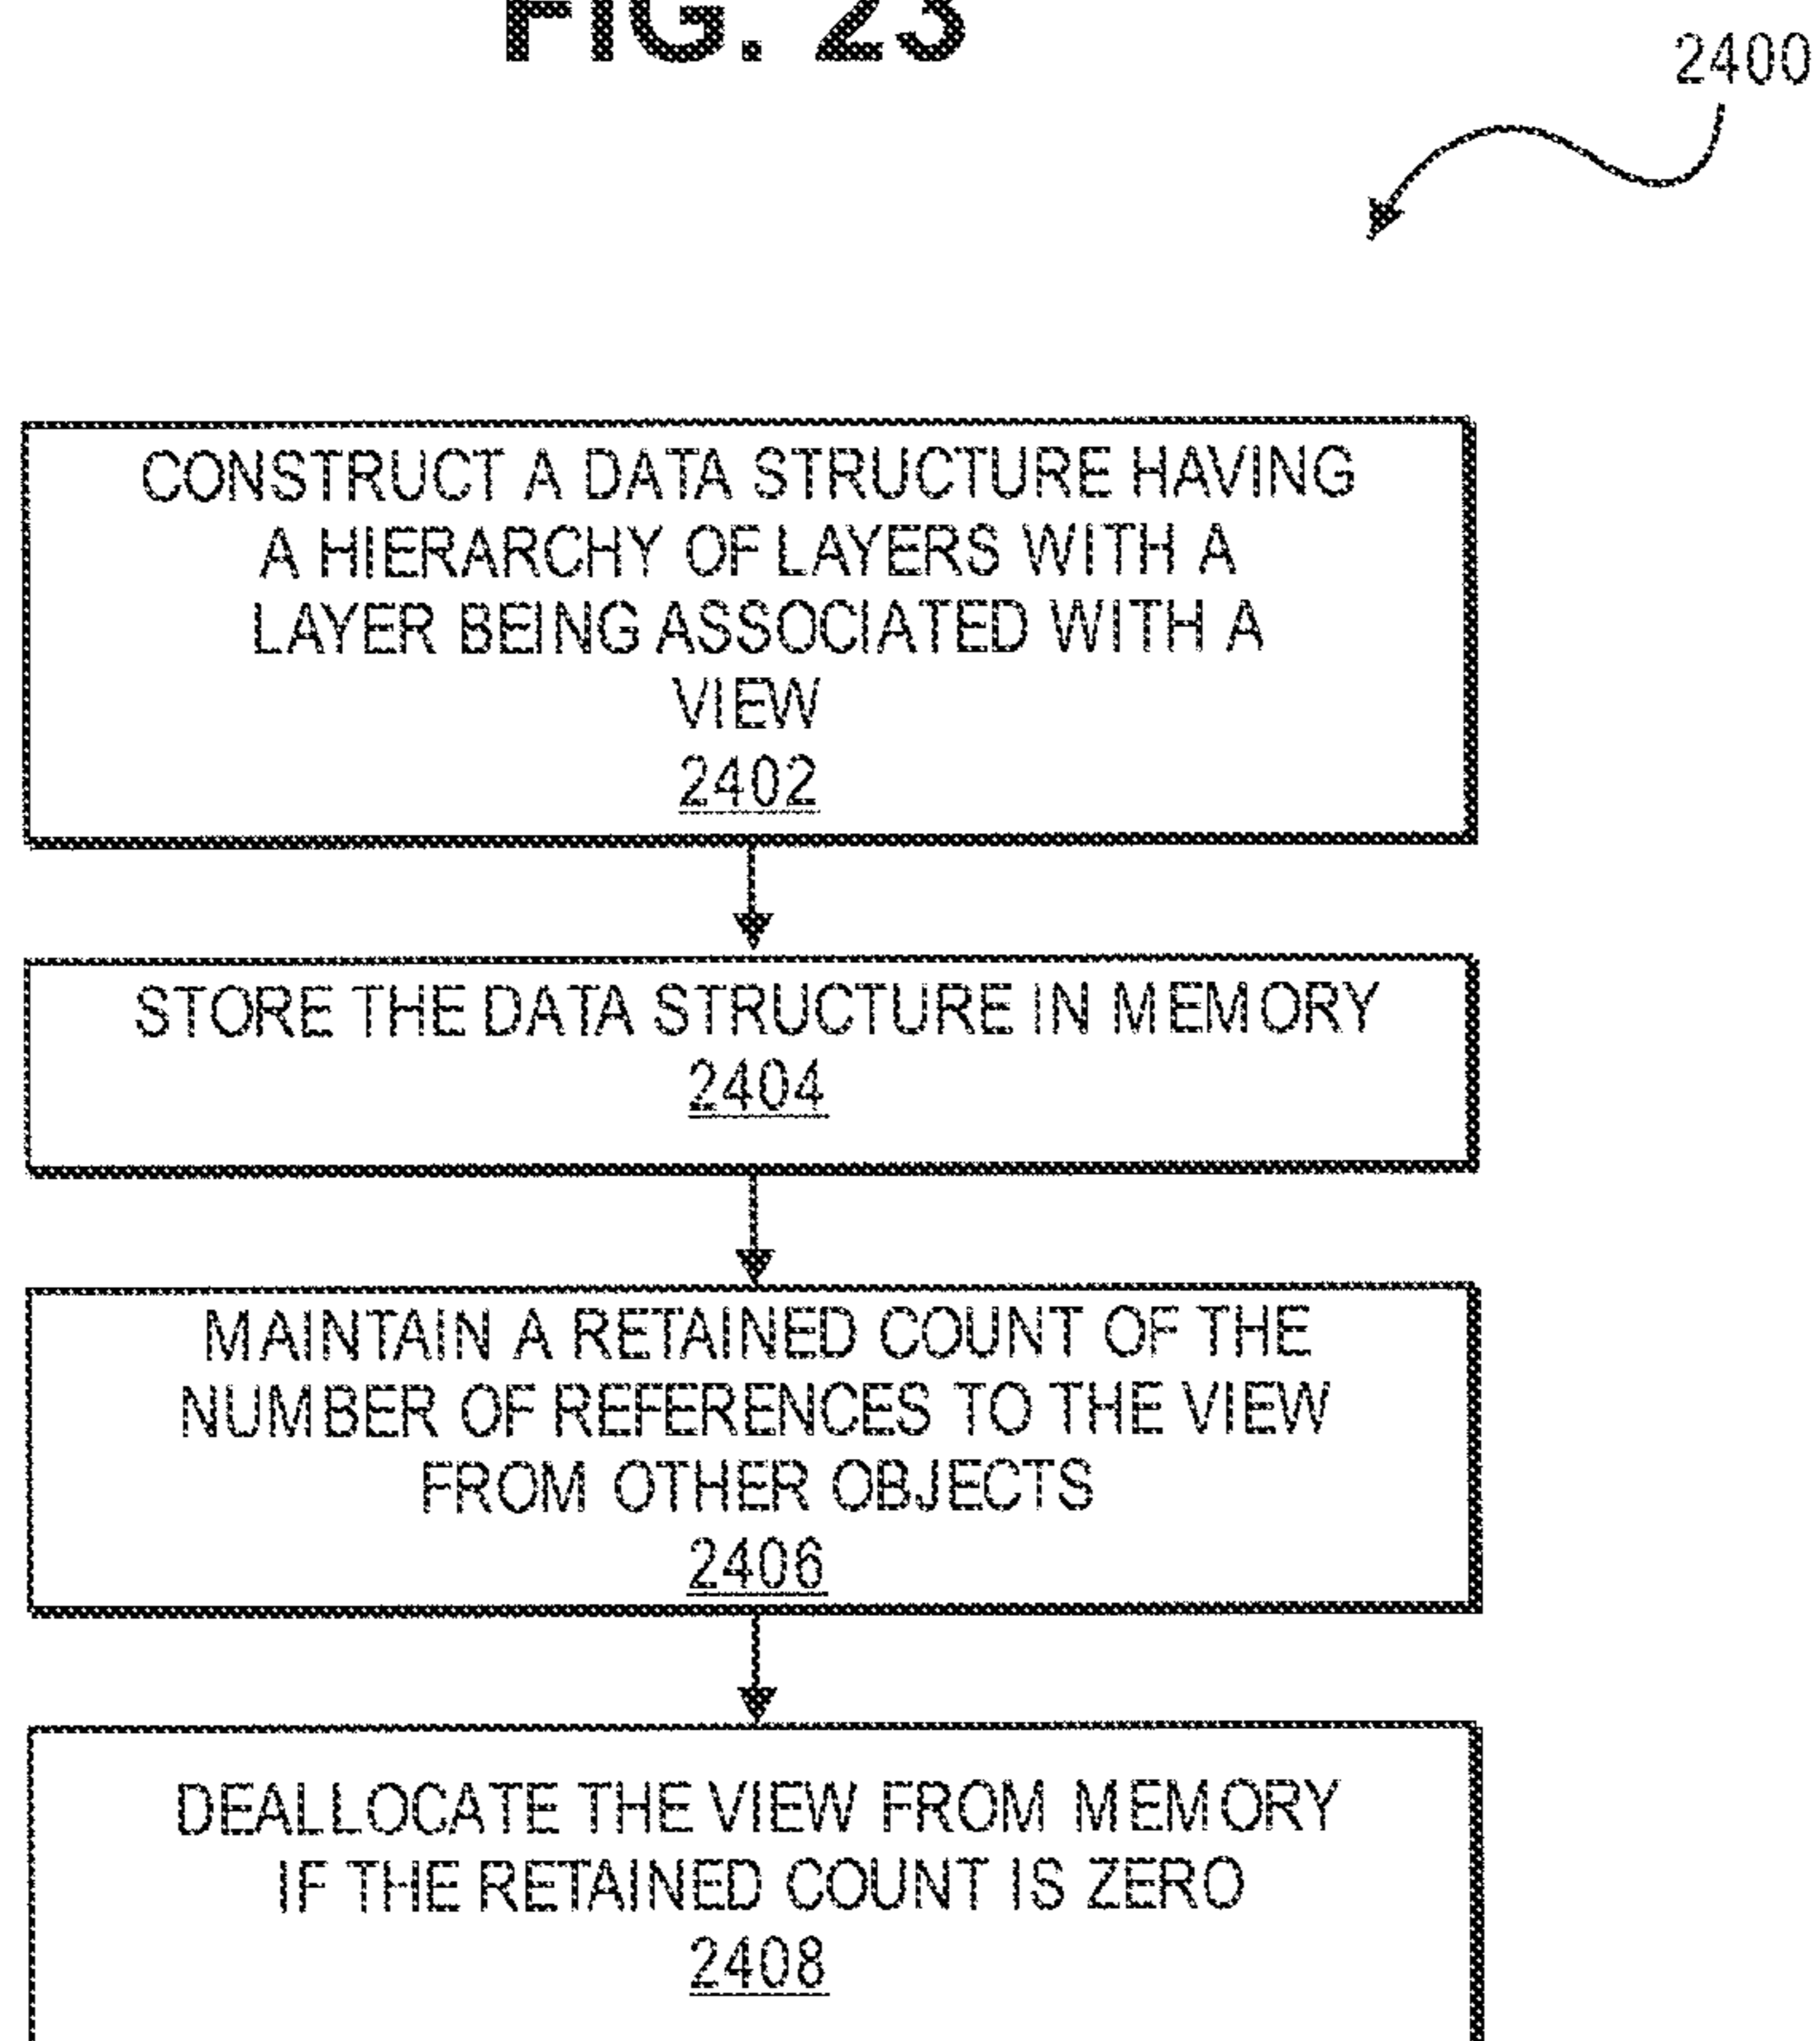 FIG. 23
2400
CONSTRUCT A DATA STRUCTURE HAVING
A HIERARCHY OF LAYERS WITH A
LAYER BEING ASSOCIATED WITH A
VIEW
2402
STORE THE DATA STRUCTURE IN MEMORY
2404
MAINTAIN A RETAINED COUNT OF THE
NUMBER OF REFERENCES TO THE VIEW
FROM OTHER OBJECTS
2406
DEALLOCATE THE VIEW FROM MEMORY
IF THE RETAINED COUNT IS ZERO
2408